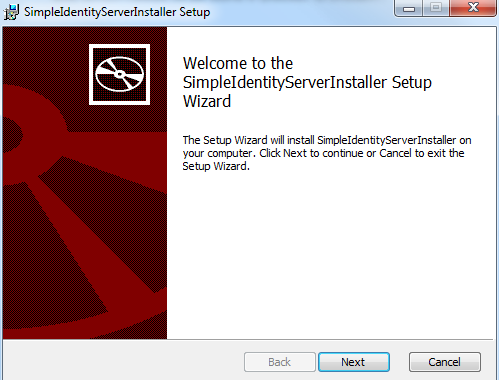 SimpleIdentityServerInstaller Setup
Welcome to the
SimpleIdentityServerInstaller Setup
Wizard
The Setup Wizard will install SimpleIdentityServerInstaller on
your computer. Click Next to continue or Cancel to exit the
Setup Wizard.
Back Next Cancel